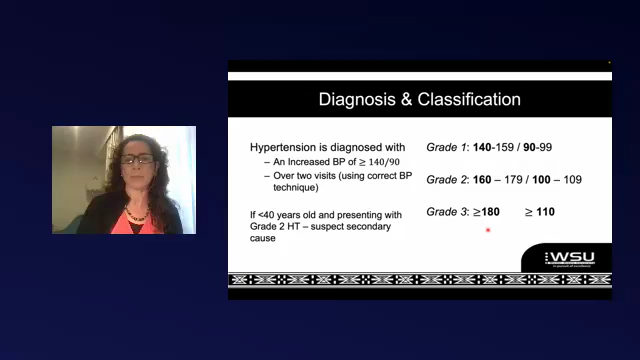 Diagnosis & Classification
Hypertension is diagnosed with
– An Increased BP of ≥ 140/90
– Over two visits (using correct BP
technique)
If <40 years old and presenting with
Grade 2 HT – suspect secondary
cause
Grade 1: 140-159 / 90-99
Grade 2: 160 – 179 / 100 – 109
Grade 3: ≥180 ≥ 110
WSU